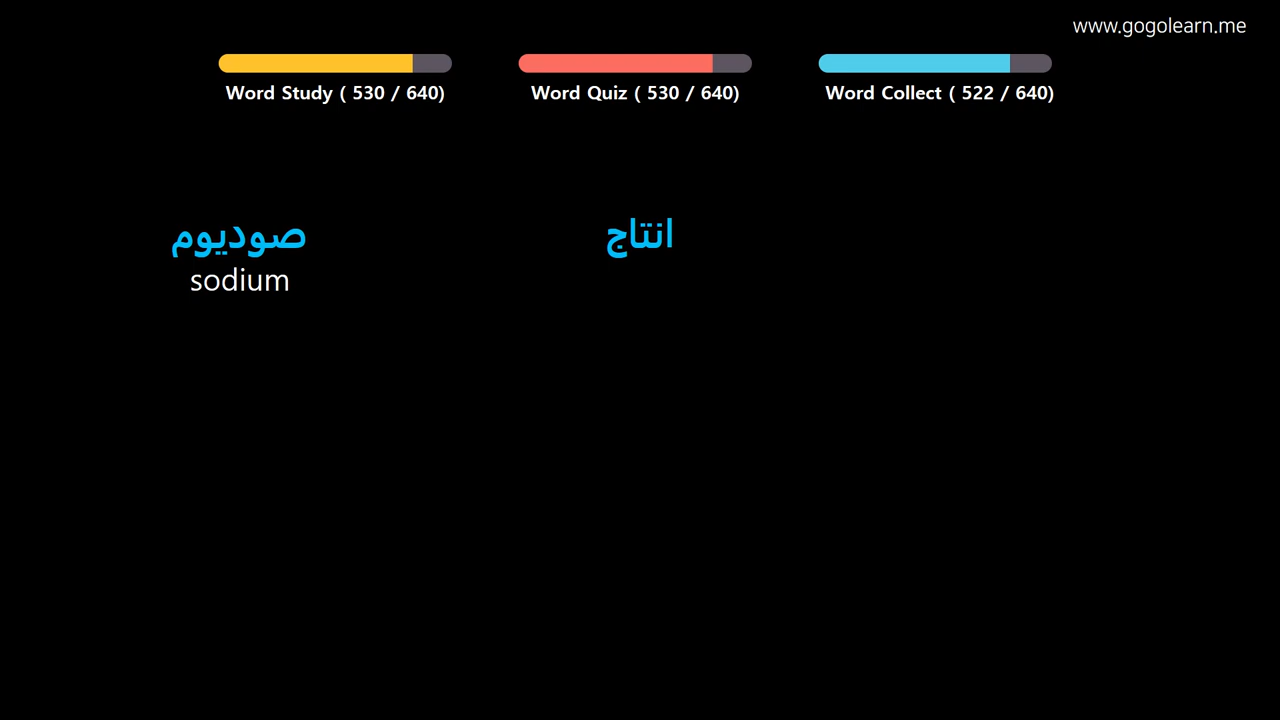 www.gogolearn.me
Word Study ( 530 / 640)
Word Quiz ( 530 / 640)
Word Collect ( 522 / 640)
صوديوم
sodium
انتاج